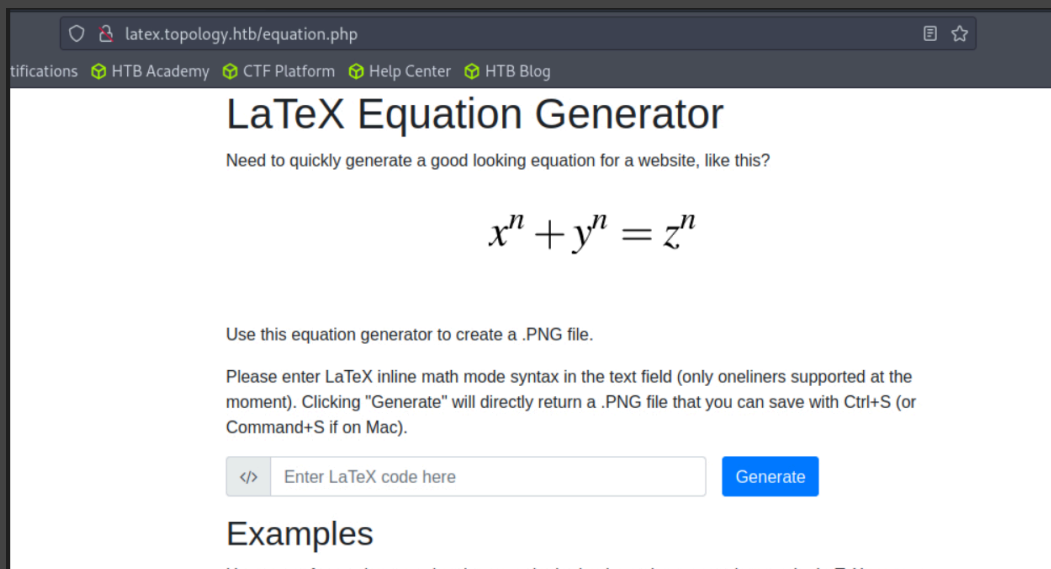 latex.topology.htb/equation.php
tifications HTB Academy CTF Platform Help Center HTB Blog
LaTeX Equation Generator
Need to quickly generate a good looking equation for a website, like this?
xⁿ + yⁿ = zⁿ
Use this equation generator to create a .PNG file.
Please enter LaTeX inline math mode syntax in the text field (only oneliners supported at the
moment). Clicking "Generate" will directly return a .PNG file that you can save with Ctrl+S (or
Command+S if on Mac).
</> Enter LaTeX code here Generate
Examples